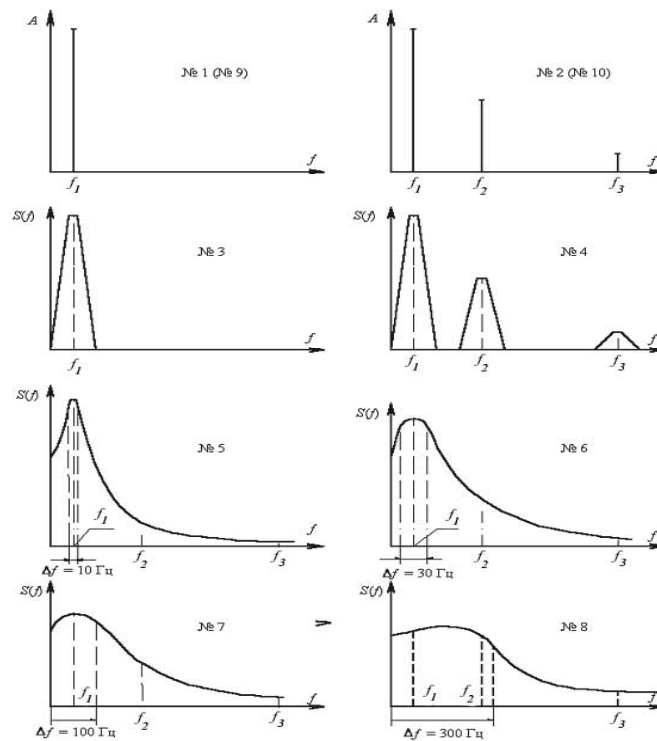 A
№ 1 (№ 9)
f
f₁
A
№ 2 (№ 10)
f
f₁
f₂
f₃
S(f)
№ 3
f
f₁
S(f)
№ 4
f
f₁
f₂
f₃
S(f)
№ 5
f₁
f
f₂
f₃
Δf = 10 Гц
S(f)
№ 6
f₁
f
f₂
f₃
Δf = 30 Гц
S(f)
№ 7
f
f₁
f₂
f₃
Δf = 100 Гц
S(f)
№ 8
f
f₁
f₂
f₃
Δf = 300 Гц